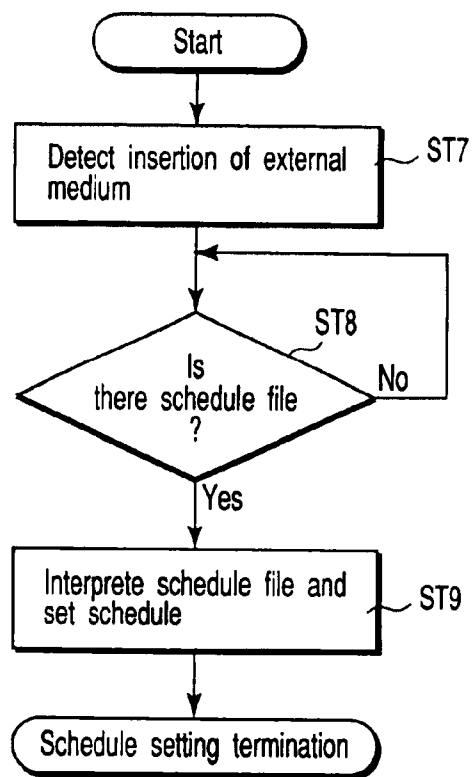 Start
Detect insertion of external
medium
ST7
ST8
Is
there schedule file
?
No
Yes
Interprete schedule file and
set schedule
ST9
Schedule setting termination